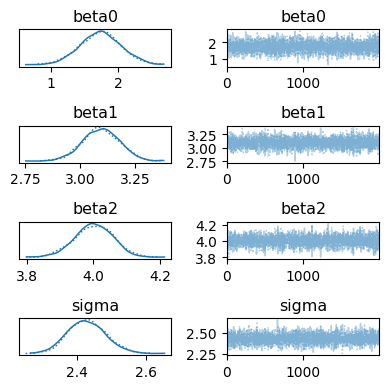 beta0 beta0
2
1
1 2 0 1000
beta1 beta1
3.25
3.00
2.75
2.75 3.00 3.25 0 1000
beta2 beta2
4.2
4.0
3.8
3.8 4.0 4.2 0 1000
sigma sigma
2.50
2.25
2.4 2.6 0 1000